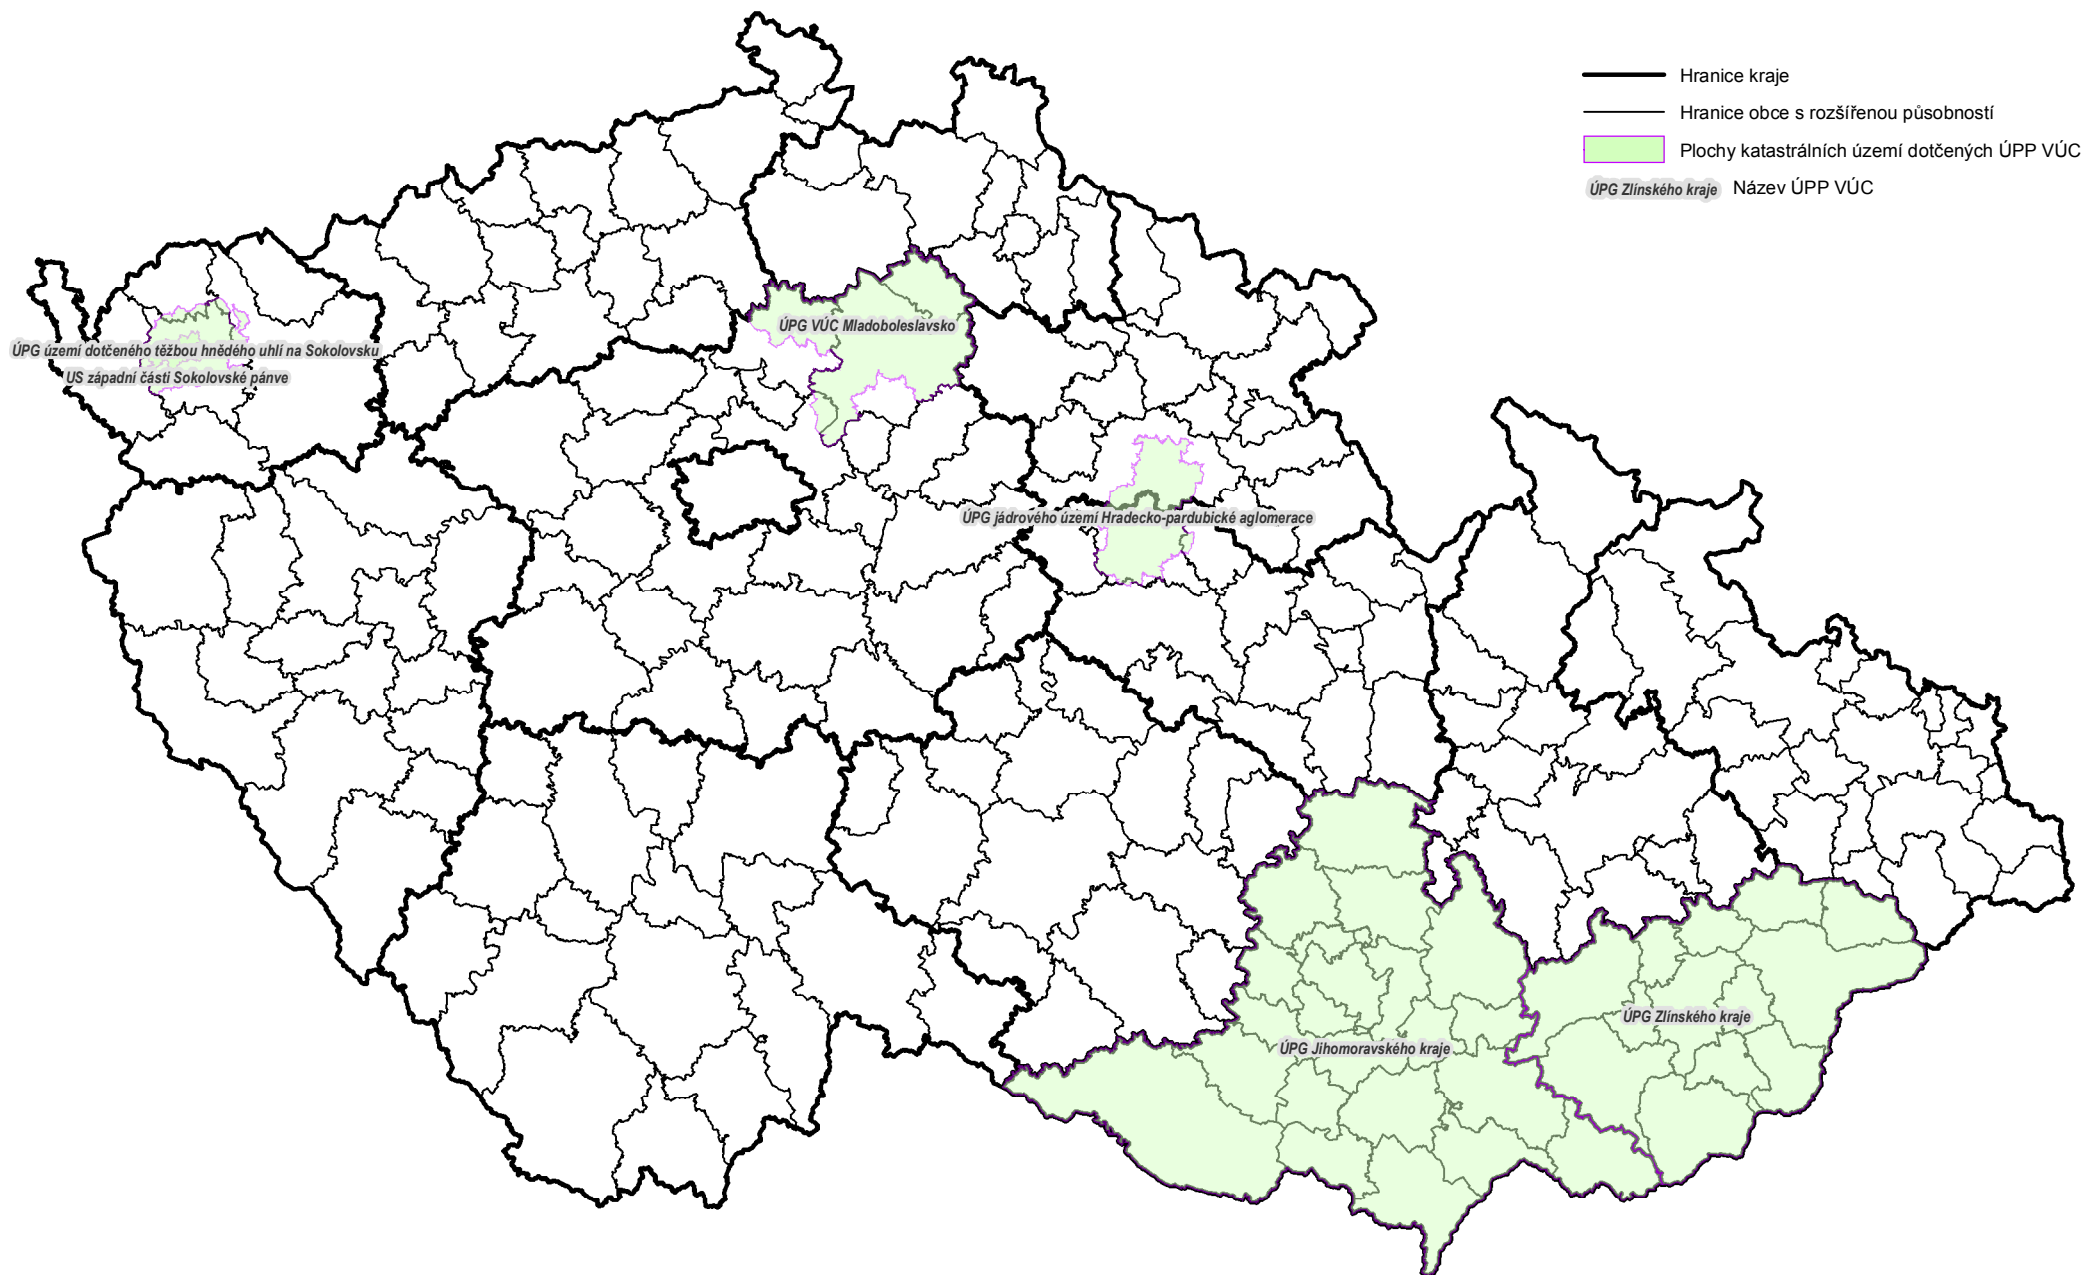 Hranice kraje
Hranice obce s rozšířenou působností
Plochy katastrálních území dotčených ÚPP VÚC
ÚPG Zlínského kraje Název ÚPP VÚC
ÚPG VÚC Mladoboleslavsko
ÚPG území dotčeného těžbou hnědého uhlí na Sokolovsku
US západní části Sokolovské pánve
ÚPG jádrového území Hradecko-pardubické aglomerace
ÚPG Zlínského kraje
ÚPG Jihomoravského kraje